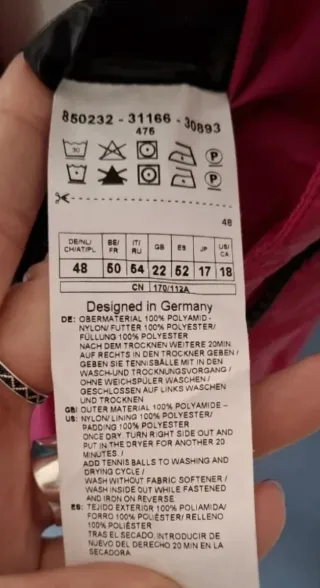 850232 - 31166 - 30893
475
30
P
P
48
DE/NL/ CH/AT/PL BE/ FR IT/ RU GB ES JP US/ CA
48 50 54 22 52 17 18
CN 170/112A
Designed in Germany
DE: OBERMATERIAL 100% POLYAMID -
NYLON/ FUTTER 100% POLYESTER/
FÜLLUNG 100% POLYESTER
NACH DEM TROCKNEN WEITERE 20MIN.
AUF RECHTS IN DEN TROCKNER GEBEN /
GEBEN SIE TENNISBÄLLE MIT IN DEN
WASCH-UND TROCKNUNGSVORGANG /
OHNE WEICHSPÜLER WASCHEN /
GESCHLOSSEN AUF LINKS WASCHEN
UND TROCKNEN
GB/ OUTER MATERIAL 100% POLYAMIDE -
US: NYLON/ LINING 100% POLYESTER/
PADDING 100% POLYESTER
ONCE DRY, TURN RIGHT SIDE OUT AND
PUT IN THE DRYER FOR ANOTHER 20
MINUTES. /
ADD TENNIS BALLS TO WASHING AND
DRYING CYCLE /
WASH WITHOUT FABRIC SOFTENER /
WASH INSIDE OUT WHILE FASTENED
AND IRON ON REVERSE
ES: TEJIDO EXTERIOR 100% POLIAMIDA/
FORRO 100% POLIÉSTER/ RELLENO
100% POLIÉSTER
TRAS EL SECADO, INTRODUCIR DE
NUEVO DEL DERECHO 20 MIN EN LA
SECADORA